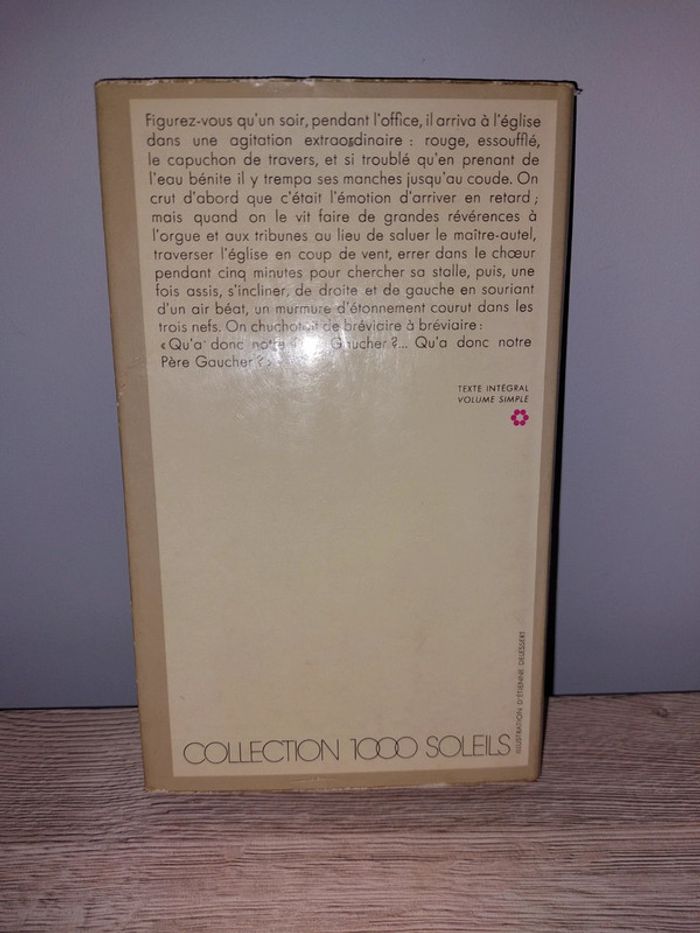 Figurez-vous qu'un soir, pendant l'office, il arriva à l'église
dans une agitation extraordinaire : rouge, essoufflé,
le capuchon de travers, et si troublé qu'en prenant de
l'eau bénite il y trempa ses manches jusqu'au coude. On
crut d'abord que c'était l'émotion d'arriver en retard ;
mais quand on le vit faire de grandes révérences à
l'orgue et aux tribunes au lieu de saluer le maître-autel,
traverser l'église en coup de vent, errer dans le chœur
pendant cinq minutes pour chercher sa stalle, puis, une
fois assis, s'incliner, de droite et de gauche en souriant
d'un air béat, un murmure d'étonnement courut dans les
trois nefs. On chuchotait de bréviaire à bréviaire :
« Qu'a donc notre Gaucher ?... Qu'a donc notre
Père Gaucher ? »
TEXTE INTÉGRAL
VOLUME SIMPLE
ILLUSTRATION D'ÉTIENNE DELESSERT
COLLECTION 1000 SOLEILS